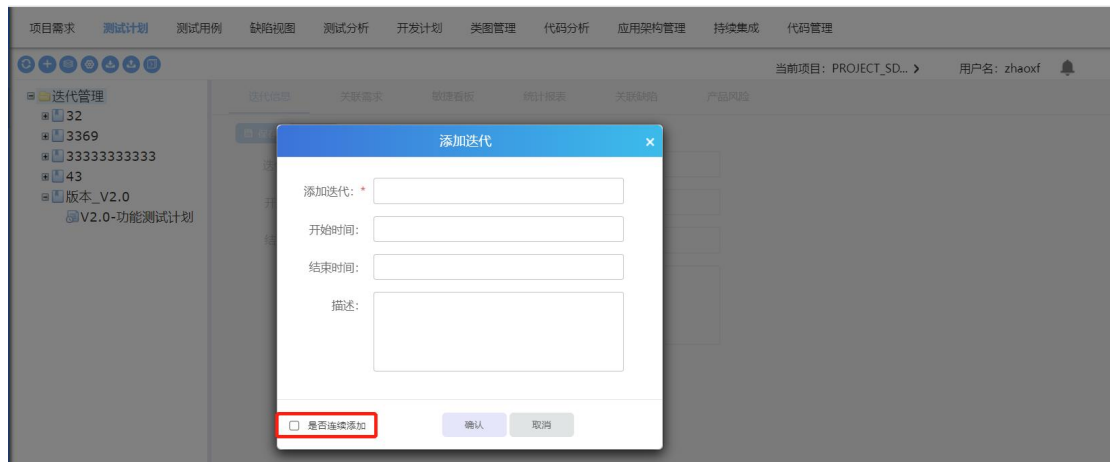 项目需求 测试计划 测试用例 缺陷视图 测试分析 开发计划 类图管理 代码分析 应用架构管理 持续集成 代码管理
当前项目：PROJECT_SD... > 用户名：zhaoxf
迭代管理
迭代信息 关联需求 敏捷看板 统计报表 关联缺陷 产品风险
32
3369
33333333333
43
版本_V2.0
V2.0-功能测试计划
添加迭代 ×
添加迭代：*
开始时间：
结束时间：
描述：
是否连续添加 确认 取消